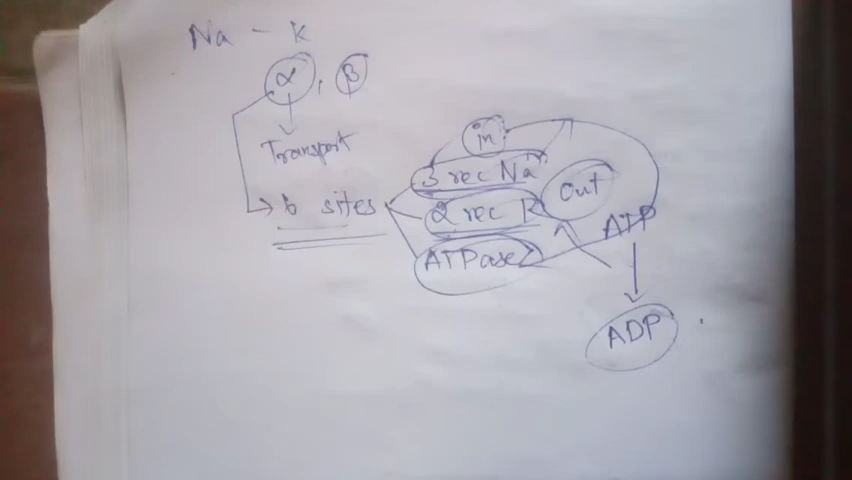 Na - K
α, β
Transport
6 sites
in
3 rec Na
2 rec K
out
ATPase
ATP
ADP